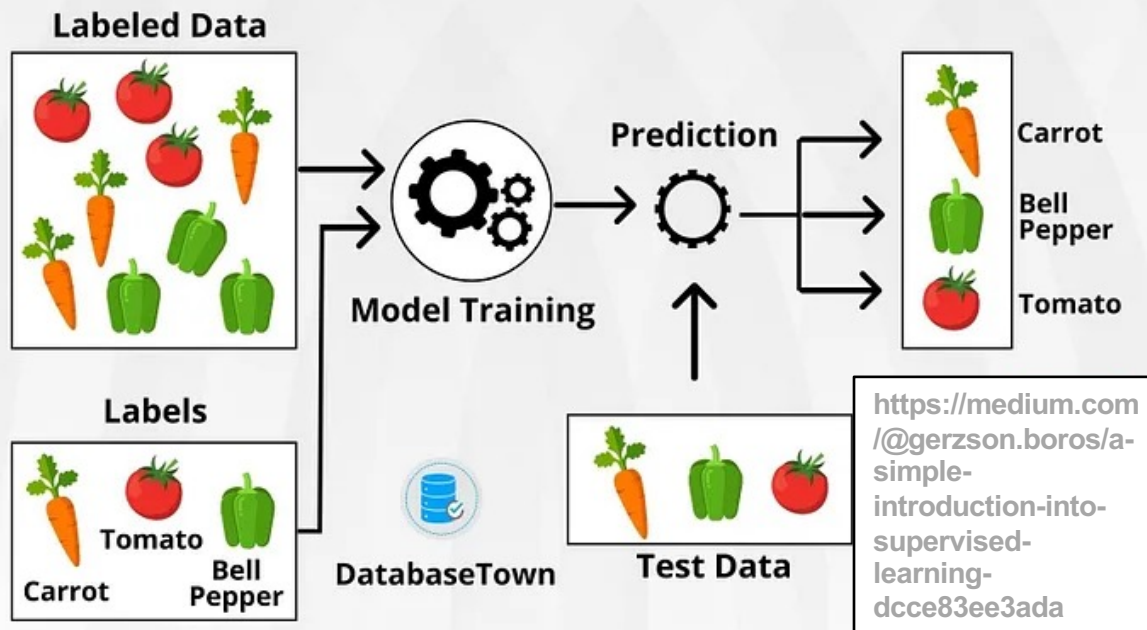 Labeled Data
Prediction
Carrot
Bell
Pepper
Tomato
Model Training
Labels
Tomato
Carrot
Bell
Pepper
DatabaseTown
Test Data
https://medium.com
/@gerzson.boros/a-
simple-
introduction-into-
supervised-
learning-
dcce83ee3ada